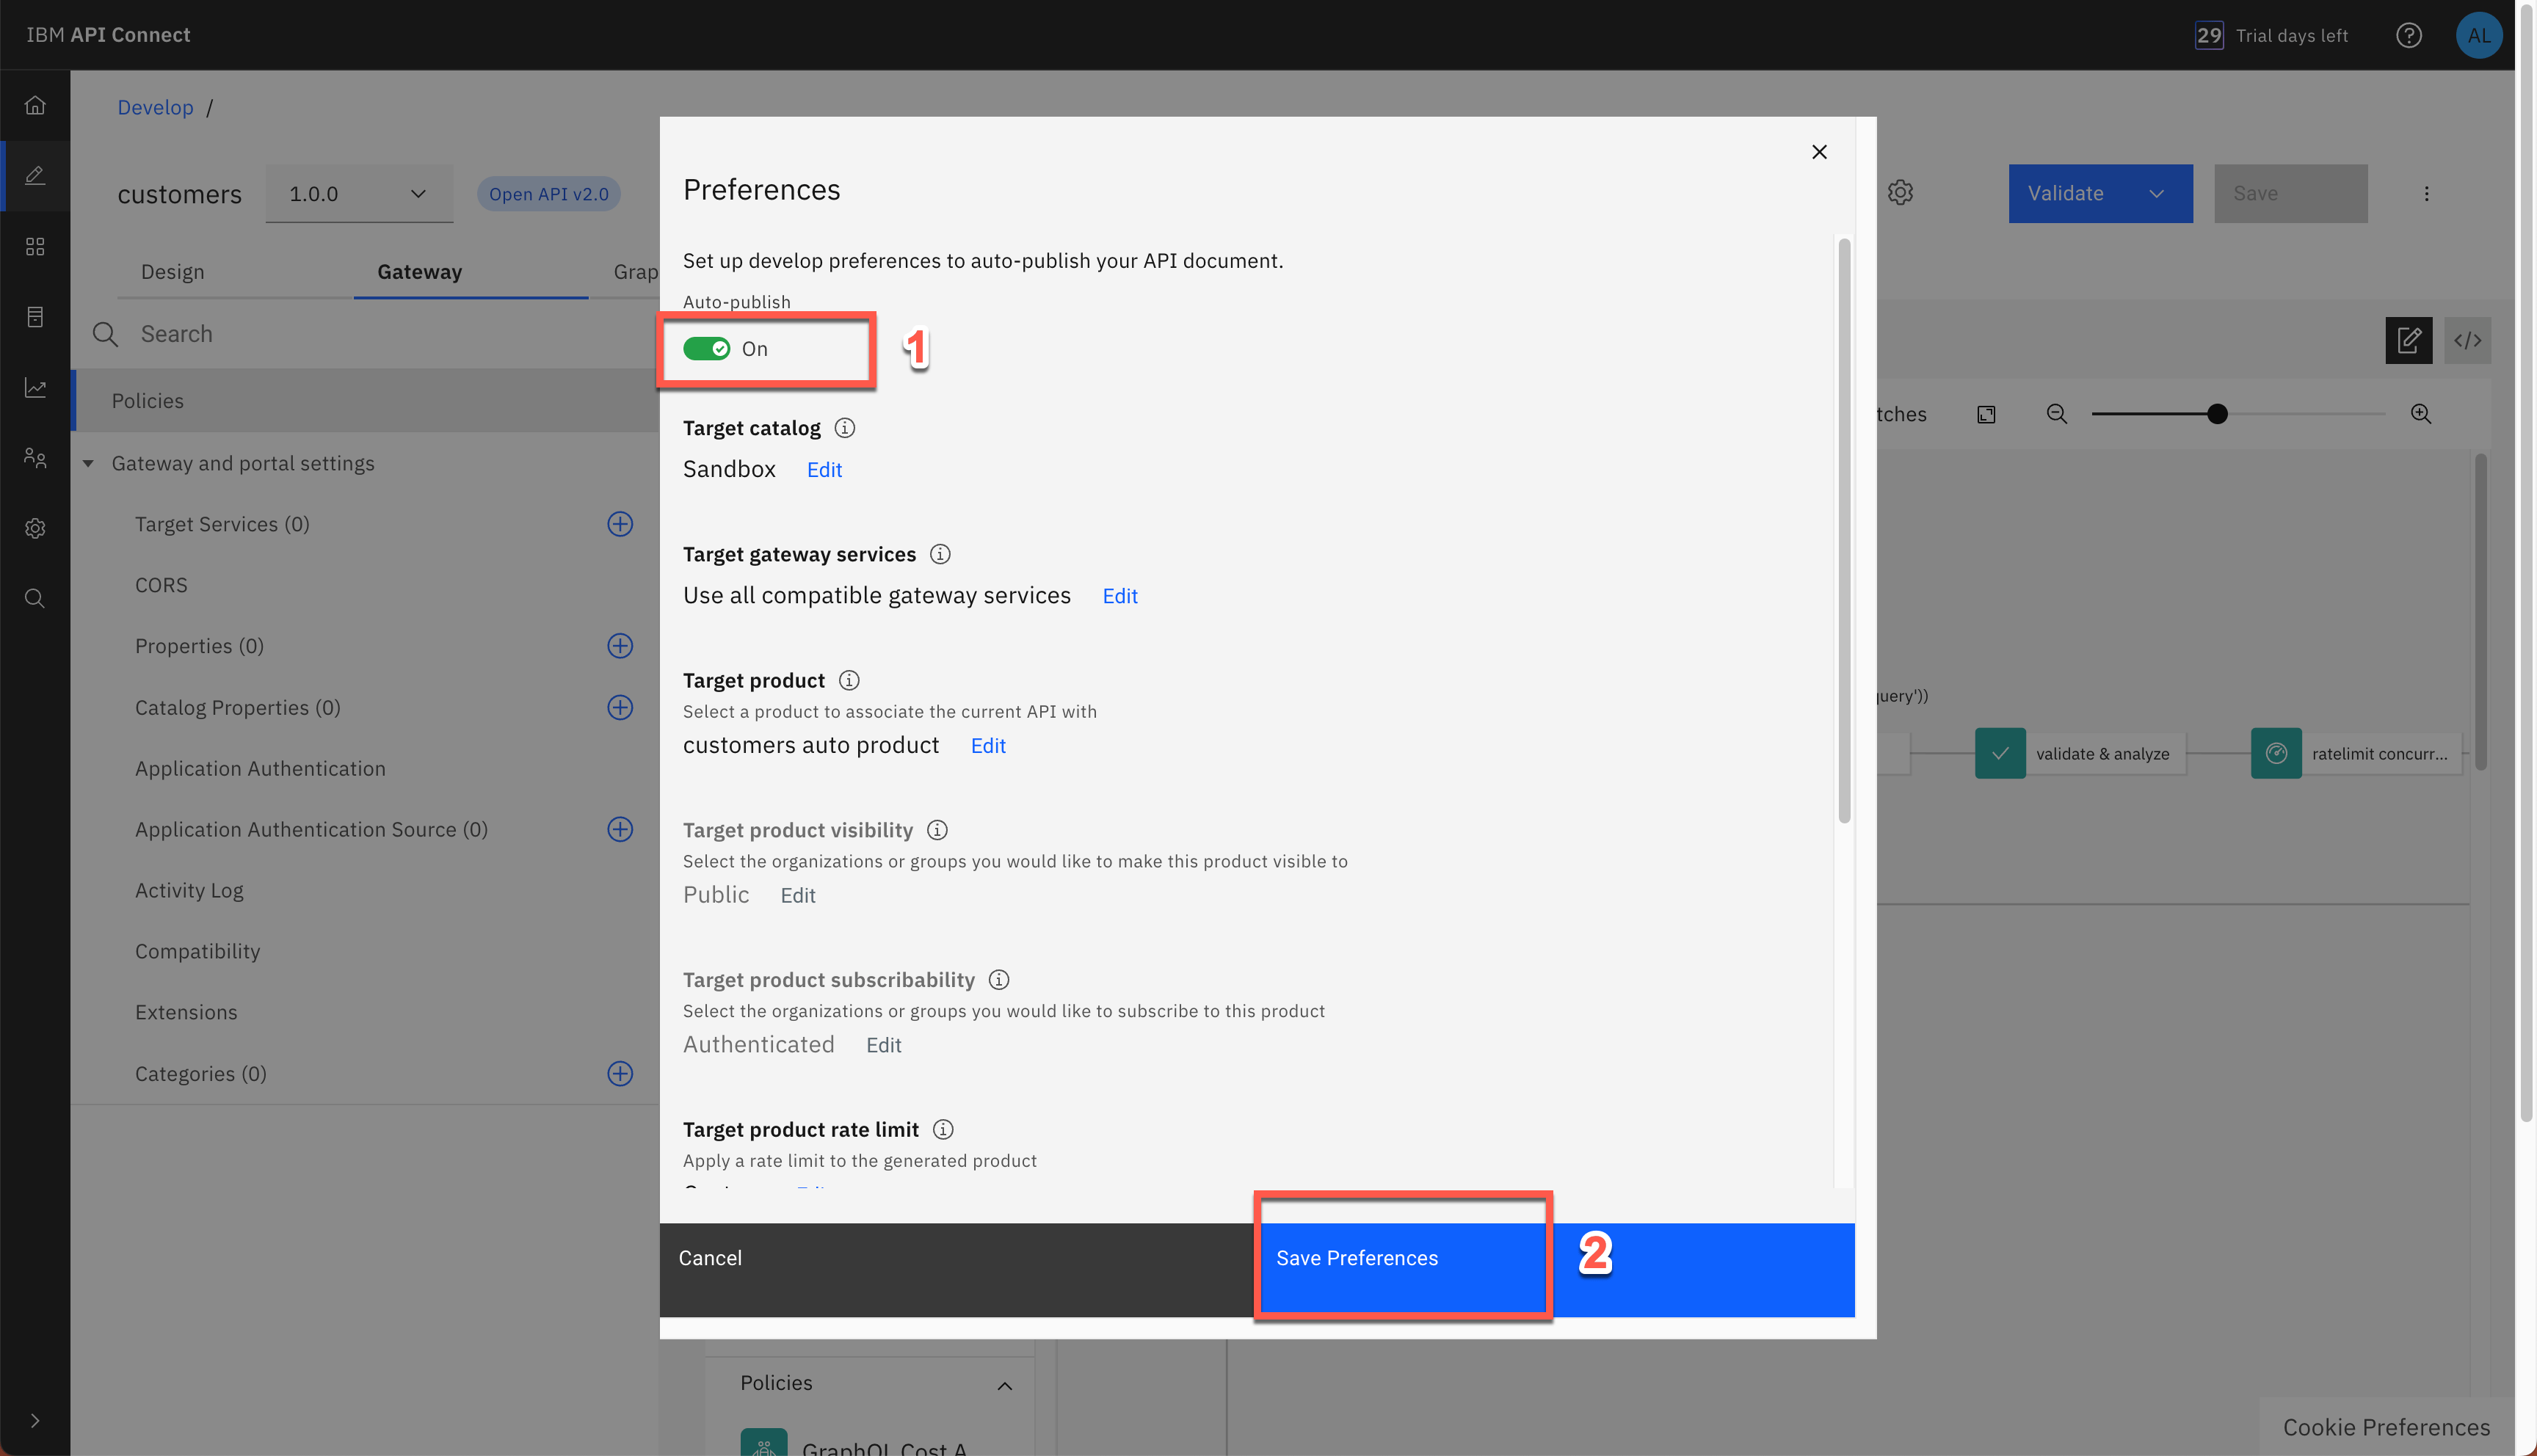 IBM API Connect
29 Trial days left
AL
Develop /
customers
1.0.0
Open API v2.0
Validate
Save
Design
Gateway
Grap
Search
Policies
Gateway and portal settings
Target Services (0)
CORS
Properties (0)
Catalog Properties (0)
Application Authentication
Application Authentication Source (0)
Activity Log
Compatibility
Extensions
Categories (0)
Preferences
Set up develop preferences to auto-publish your API document.
Auto-publish
On
1
Target catalog
Sandbox Edit
Target gateway services
Use all compatible gateway services Edit
Target product
Select a product to associate the current API with
customers auto product Edit
Target product visibility
Select the organizations or groups you would like to make this product visible to
Public Edit
Target product subscribability
Select the organizations or groups you would like to subscribe to this product
Authenticated Edit
Target product rate limit
Apply a rate limit to the generated product
Cancel
Save Preferences
2
</>
tches
uery'))
validate & analyze
ratelimit concurr...
Policies
GraphQL Cost A
Cookie Preferences